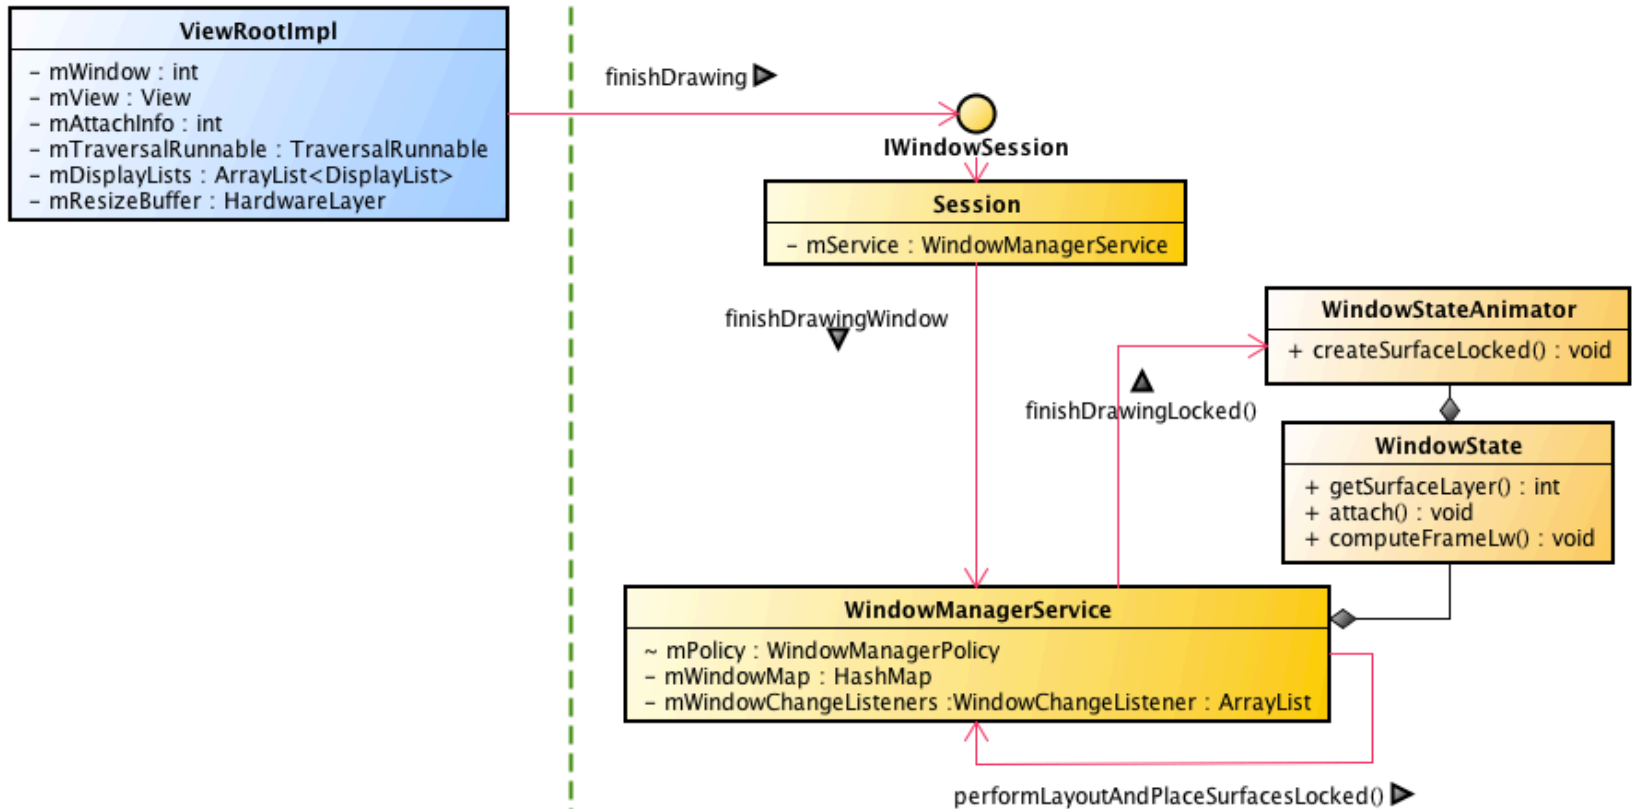 ViewRootImpl
- mWindow : int
- mView : View
- mAttachInfo : int
- mTraversalRunnable : TraversalRunnable
- mDisplayLists : ArrayList<DisplayList>
- mResizeBuffer : HardwareLayer
finishDrawing
IWindowSession
Session
- mService : WindowManagerService
finishDrawingWindow
WindowStateAnimator
+ createSurfaceLocked() : void
finishDrawingLocked()
WindowState
+ getSurfaceLayer() : int
+ attach() : void
+ computeFrameLw() : void
WindowManagerService
~ mPolicy : WindowManagerPolicy
- mWindowMap : HashMap
- mWindowChangeListeners :WindowChangeListener : ArrayList
performLayoutAndPlaceSurfacesLocked()